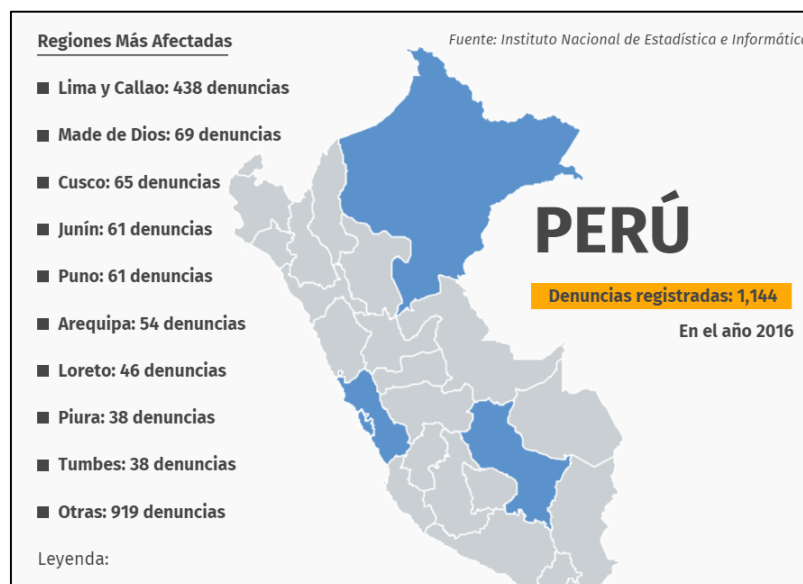 Regiones Más Afectadas
Fuente: Instituto Nacional de Estadística e Informática
Lima y Callao: 438 denuncias
Made de Dios: 69 denuncias
Cusco: 65 denuncias
Junín: 61 denuncias
Puno: 61 denuncias
Arequipa: 54 denuncias
Loreto: 46 denuncias
Piura: 38 denuncias
Tumbes: 38 denuncias
Otras: 919 denuncias
Leyenda:
PERÚ
Denuncias registradas: 1,144
En el año 2016